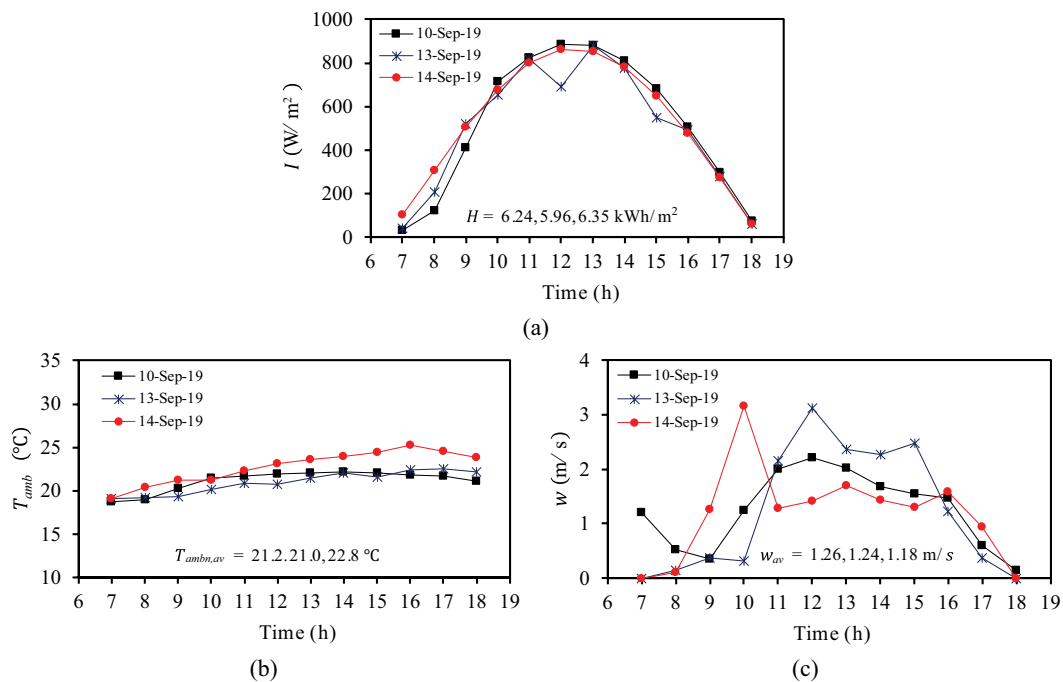 1000
800
600
400
200
0
I (W/ m²)
10-Sep-19
13-Sep-19
14-Sep-19
H = 6.24, 5.96, 6.35 kWh/ m²
6 7 8 9 10 11 12 13 14 15 16 17 18 19
Time (h)
(a)
35
30
25
20
15
10
T_amb (°C)
10-Sep-19
13-Sep-19
14-Sep-19
T_ambn,av = 21.2.21.0, 22.8 °C
6 7 8 9 10 11 12 13 14 15 16 17 18 19
Time (h)
(b)
4
3
2
1
0
w (m/ s)
10-Sep-19
13-Sep-19
14-Sep-19
w_av = 1.26, 1.24, 1.18 m/ s
6 7 8 9 10 11 12 13 14 15 16 17 18 19
Time (h)
(c)